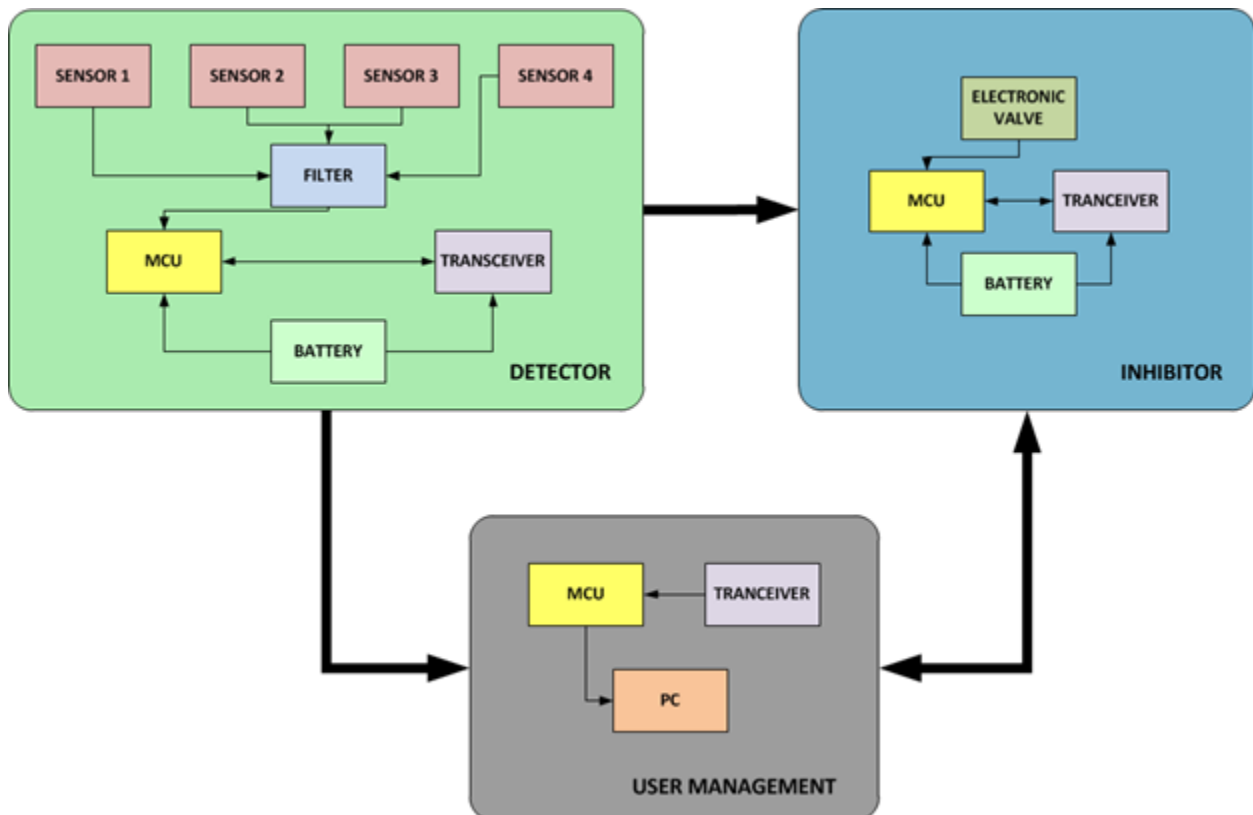 SENSOR 1
SENSOR 2
SENSOR 3
SENSOR 4
FILTER
MCU
TRANSCEIVER
BATTERY
DETECTOR
ELECTRONIC
VALVE
MCU
TRANCEIVER
BATTERY
INHIBITOR
MCU
TRANCEIVER
PC
USER MANAGEMENT